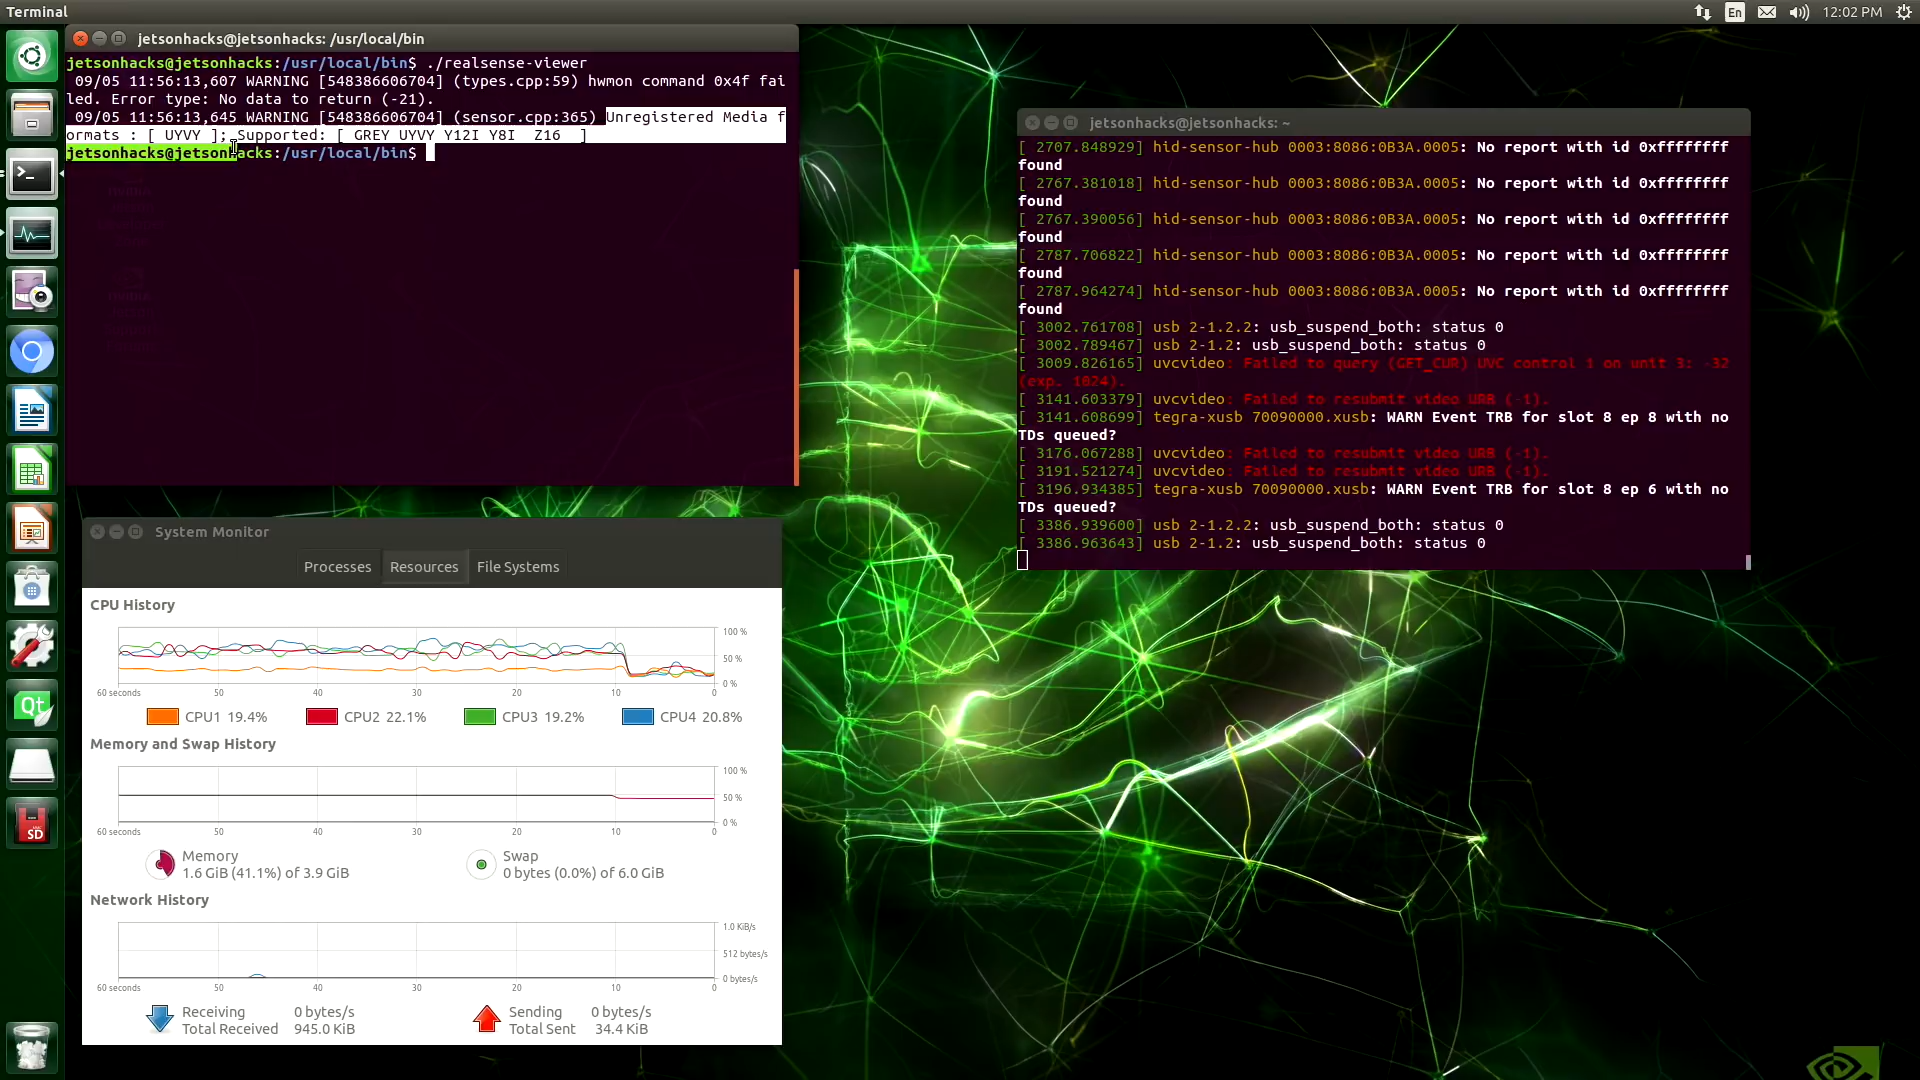 Terminal
En
12:02 PM
jetsonhacks@jetsonhacks: /usr/local/bin
jetsonhacks@jetsonhacks:/usr/local/bin$ ./realsense-viewer
09/05 11:56:13,607 WARNING [548386606704] (types.cpp:59) hwmon command 0x4f fai
led. Error type: No data to return (-21).
09/05 11:56:13,645 WARNING [548386606704] (sensor.cpp:365) Unregistered Media f
ormats : [ UYVY ]; Supported: [ GREY UYVY Y12I Y8I  Z16  ]
jetsonhacks@jetsonhacks:/usr/local/bin$
jetsonhacks@jetsonhacks: ~
[ 2707.848929] hid-sensor-hub 0003:8086:0B3A.0005: No report with id 0xffffffff
found
[ 2767.381018] hid-sensor-hub 0003:8086:0B3A.0005: No report with id 0xffffffff
found
[ 2767.390056] hid-sensor-hub 0003:8086:0B3A.0005: No report with id 0xffffffff
found
[ 2787.706822] hid-sensor-hub 0003:8086:0B3A.0005: No report with id 0xffffffff
found
[ 2787.964274] hid-sensor-hub 0003:8086:0B3A.0005: No report with id 0xffffffff
found
[ 3002.761708] usb 2-1.2.2: usb_suspend_both: status 0
[ 3002.789467] usb 2-1.2: usb_suspend_both: status 0
[ 3009.826165] uvcvideo: Failed to query (GET_CUR) UVC control 1 on unit 3: -32
(exp. 1024).
[ 3141.603379] uvcvideo: Failed to resubmit video URB (-1).
[ 3141.608699] tegra-xusb 70090000.xusb: WARN Event TRB for slot 8 ep 8 with no
TDs queued?
[ 3176.067288] uvcvideo: Failed to resubmit video URB (-1).
[ 3191.521274] uvcvideo: Failed to resubmit video URB (-1).
[ 3196.934385] tegra-xusb 70090000.xusb: WARN Event TRB for slot 8 ep 6 with no
TDs queued?
[ 3386.939600] usb 2-1.2.2: usb_suspend_both: status 0
[ 3386.963643] usb 2-1.2: usb_suspend_both: status 0
System Monitor
Processes Resources File Systems
CPU History
100 %
50 %
0 %
60 seconds 50 40 30 20 10 0
CPU1 19.4% CPU2 22.1% CPU3 19.2% CPU4 20.8%
Memory and Swap History
100 %
50 %
0 %
60 seconds 50 40 30 20 10 0
Memory
1.6 GiB (41.1%) of 3.9 GiB
Swap
0 bytes (0.0%) of 6.0 GiB
Network History
1.0 KiB/s
512 bytes/s
0 bytes/s
60 seconds 50 40 30 20 10 0
Receiving 0 bytes/s
Total Received 945.0 KiB
Sending 0 bytes/s
Total Sent 34.4 KiB
Qt
SD